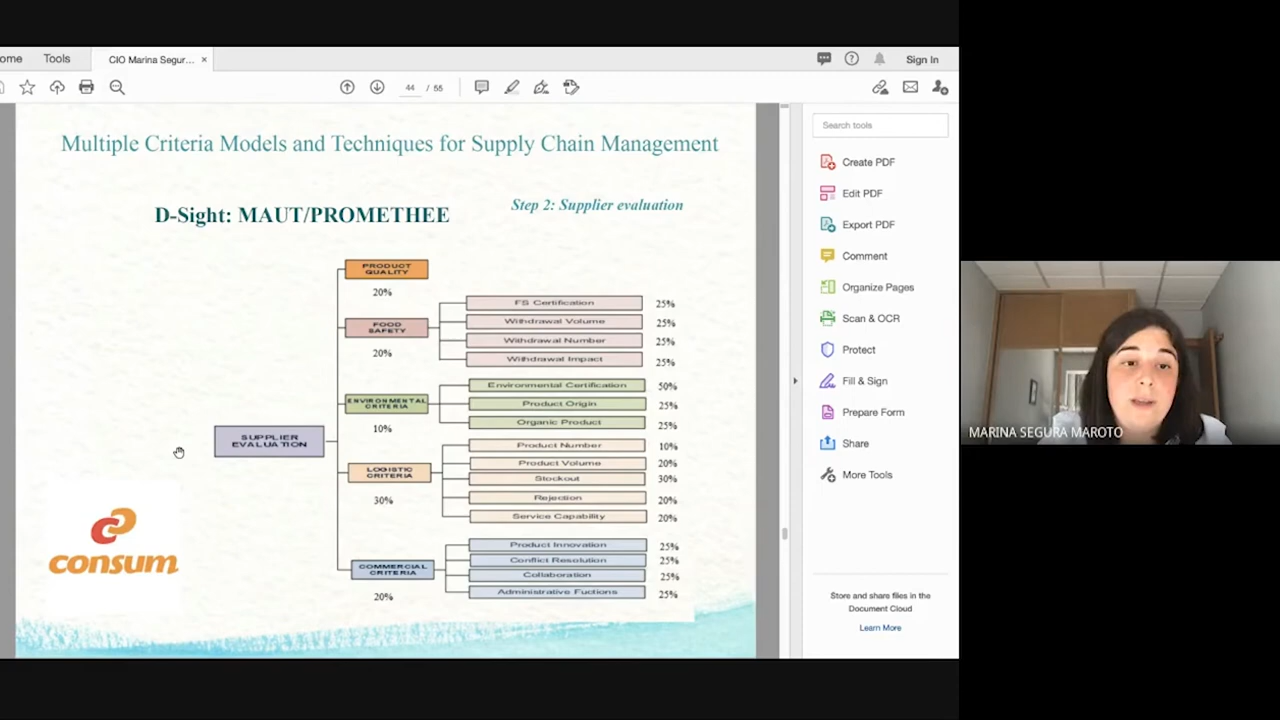 ome
Tools
CIO Marina Segur... ×
Sign In
44 / 55
Multiple Criteria Models and Techniques for Supply Chain Management
D-Sight: MAUT/PROMETHEE
Step 2: Supplier evaluation
SUPPLIER
EVALUATION
PRODUCT
QUALITY
20%
FOOD
SAFETY
20%
FS Certification 25%
Withdrawal Volume 25%
Withdrawal Number 25%
Withdrawal Impact 25%
ENVIRONMENTAL
CRITERIA
10%
Environmental Certification 50%
Product Origin 25%
Organic Product 25%
LOGISTIC
CRITERIA
30%
Product Number 10%
Product Volume 20%
Stockout 30%
Rejection 20%
Service Capability 20%
COMMERCIAL
CRITERIA
20%
Product Innovation 25%
Conflict Resolution 25%
Collaboration 25%
Administrative Fuctions 25%
consum
Search tools
Create PDF
Edit PDF
Export PDF
Comment
Organize Pages
Scan & OCR
Protect
Fill & Sign
Prepare Form
Share
More Tools
Store and share files in the
Document Cloud
Learn More
MARINA SEGURA MAROTO